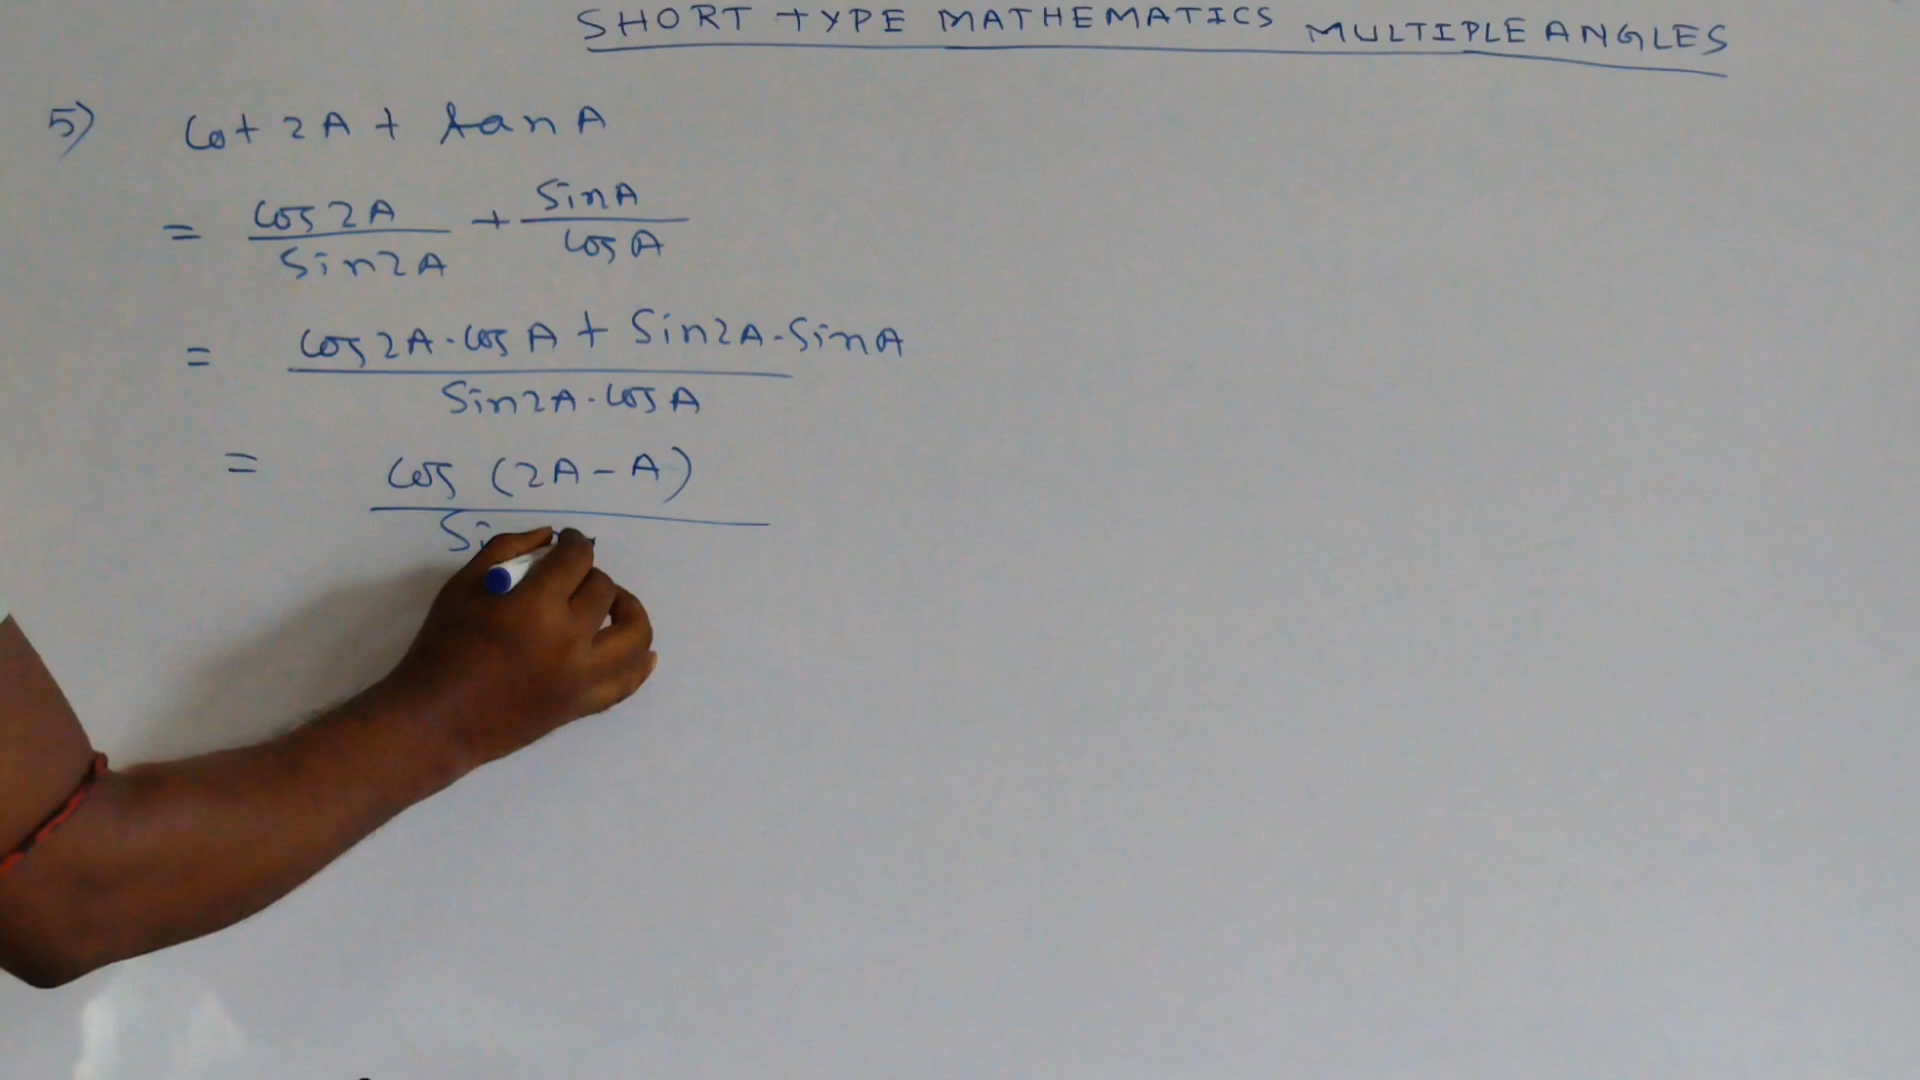 SHORT TYPE MATHEMATICS MULTIPLE ANGLES
5) Cot 2A + tan A
= cos 2A / sin 2A + sin A / cos A
= cos 2A · cos A + sin 2A · sin A / sin 2A · cos A
= cos (2A - A) / Si